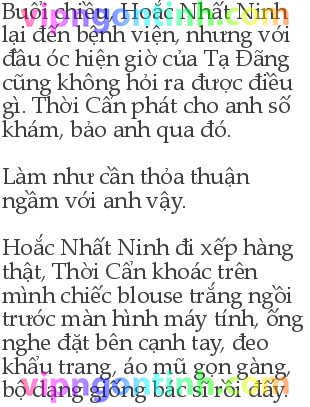 Buổi chiều, Hoắc Nhất Ninh
vipngontinh.com
lại đến bệnh viện, nhưng với
đầu óc hiện giờ của Tạ Đãng
cũng không hỏi ra được điều
gì. Thời Cẩn phát cho anh số
khám, bảo anh qua đó.
Làm như cần thỏa thuận
ngầm với anh vậy.
Hoắc Nhất Ninh đi xếp hàng
thật, Thời Cẩn khoác trên
mình chiếc blouse trắng ngồi
trước màn hình máy tính, ống
nghe đặt bên cạnh tay, đeo
khẩu trang, áo mũ gọn gàng,
bộ dạng giống bác sĩ rồi đấy.
vipngontinh.com